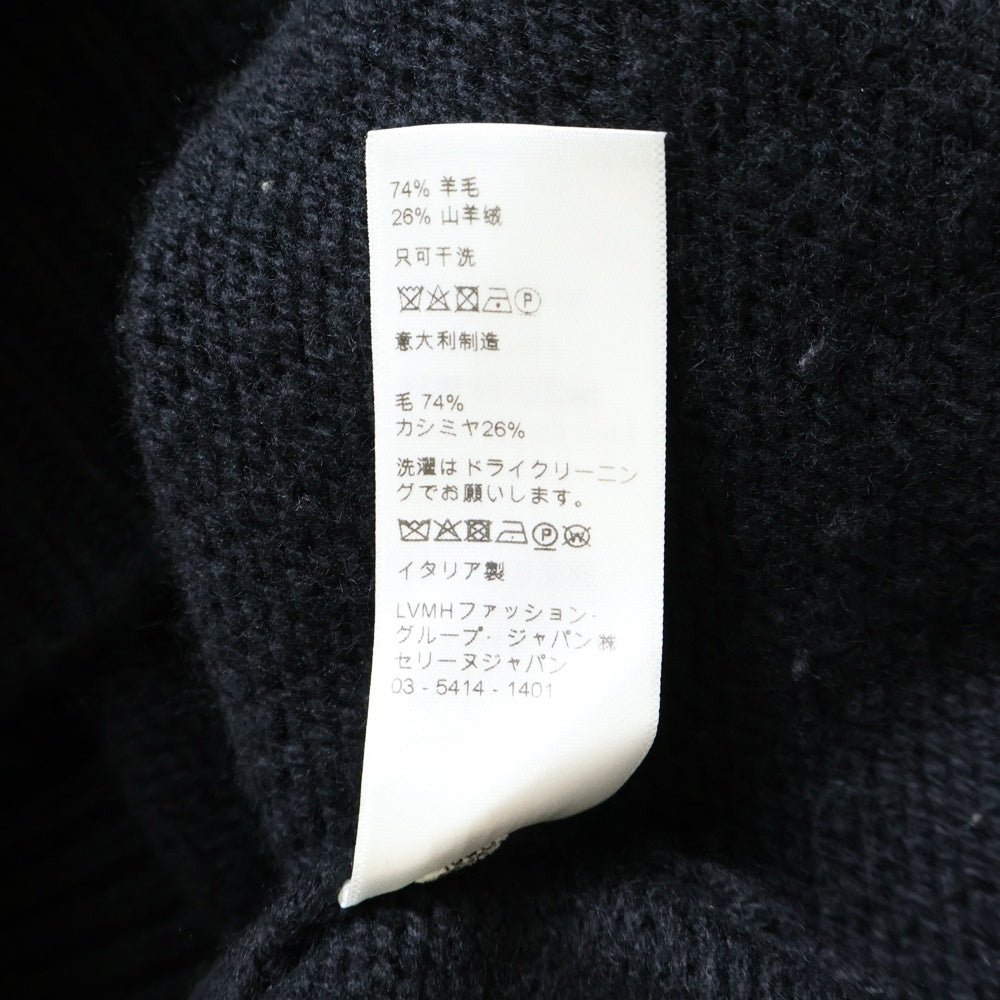 74% 羊毛
26% 山羊绒
只可干洗
P
意大利制造
毛 74%
カシミヤ26%
洗濯はドライクリーニン
グでお願いします。
P W
イタリア製
LVMHファッション・
グループ・ジャパン㈱
セリーヌジャパン
03 - 5414 - 1401